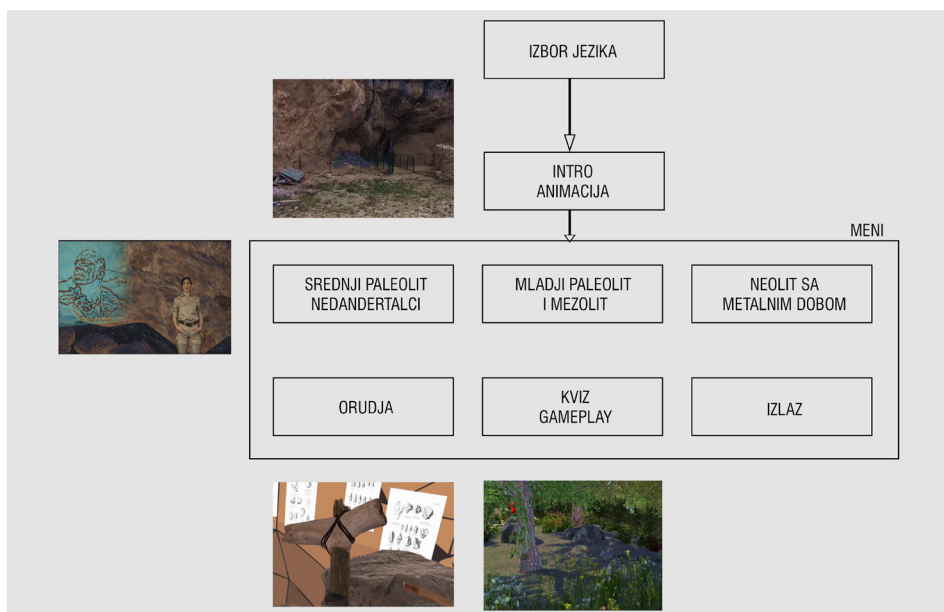 IZBOR JEZIKA
INTRO
ANIMACIJA
MENI
SREDNJI PALEOLIT
NEDANDERTALCI
MLADJI PALEOLIT
I MEZOLIT
NEOLIT SA
METALNIM DOBOM
ORUDJA
KVIZ
GAMEPLAY
IZLAZ